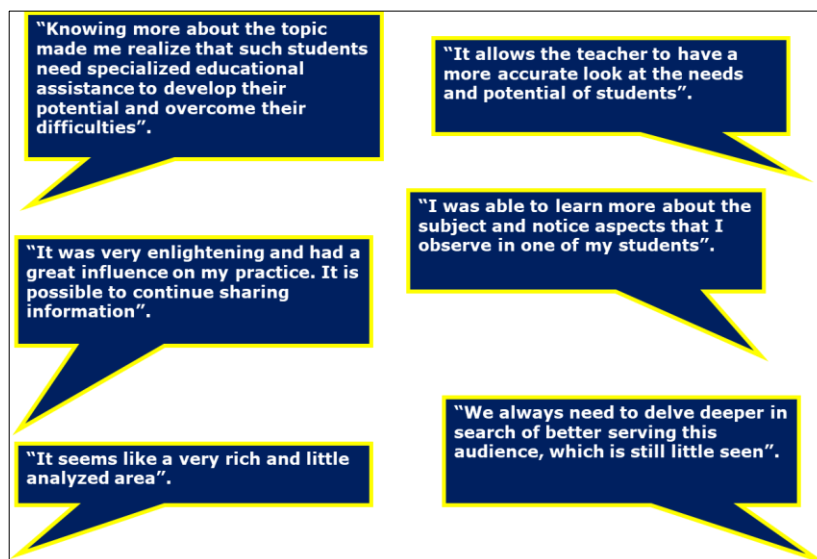 “Knowing more about the topic
made me realize that such students
need specialized educational
assistance to develop their
potential and overcome their
difficulties”.
“It allows the teacher to have a
more accurate look at the needs
and potential of students”.
“I was able to learn more about the
subject and notice aspects that I
observe in one of my students”.
“It was very enlightening and had a
great influence on my practice. It is
possible to continue sharing
information”.
“We always need to delve deeper in
search of better serving this
audience, which is still little seen”.
“It seems like a very rich and little
analyzed area”.